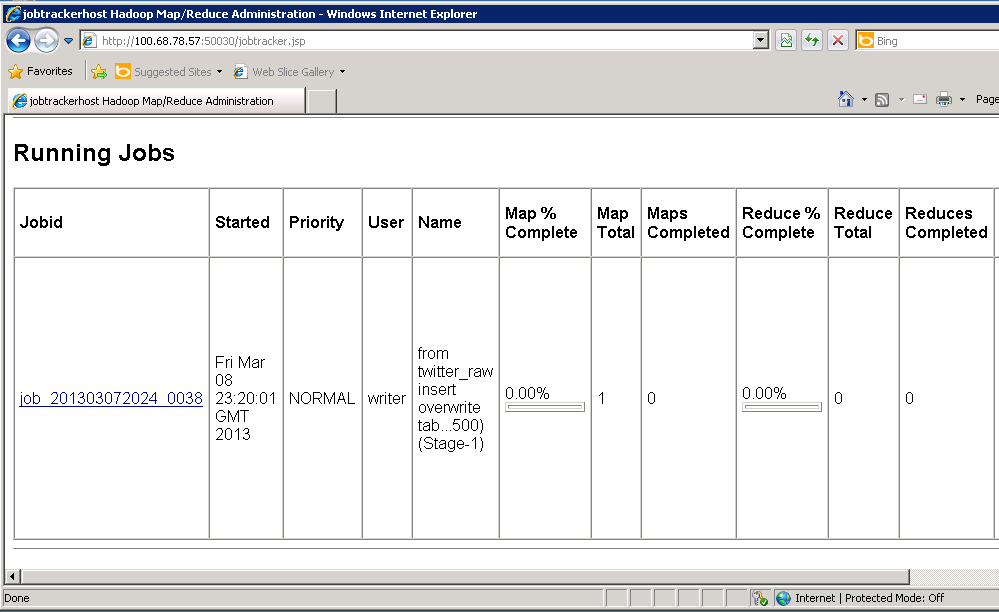 jobtrackerhost Hadoop Map/Reduce Administration - Windows Internet Explorer
http://100.68.78.57:50030/jobtracker.jsp
Bing
Favorites
Suggested Sites
Web Slice Gallery
jobtrackerhost Hadoop Map/Reduce Administration
Page
Running Jobs
Jobid
Started
Priority
User
Name
Map %
Complete
Map
Total
Maps
Completed
Reduce %
Complete
Reduce
Total
Reduces
Completed
job_201303072024_0038
Fri Mar
08
23:20:01
GMT
2013
NORMAL
writer
from
twitter_raw
insert
overwrite
tab...500)
(Stage-1)
0.00%
1
0
0.00%
0
0
Done
Internet | Protected Mode: Off